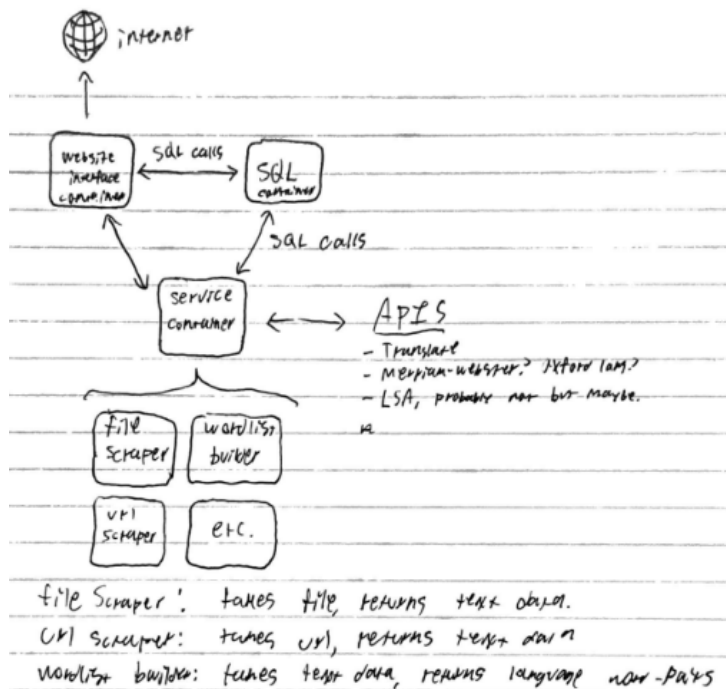 internet
website
interface
container
SQL calls
SQL
container
SQL calls
service
container
APIS
- Translate
- Merriam-webster? Oxford lang?
- LSA, probably not but maybe.
file
scraper
wordlist
builder
url
scraper
etc.
file Scraper: takes file, returns text data.
url scraper: takes url, returns text data
wordlist builder: takes text data, returns language -pairs